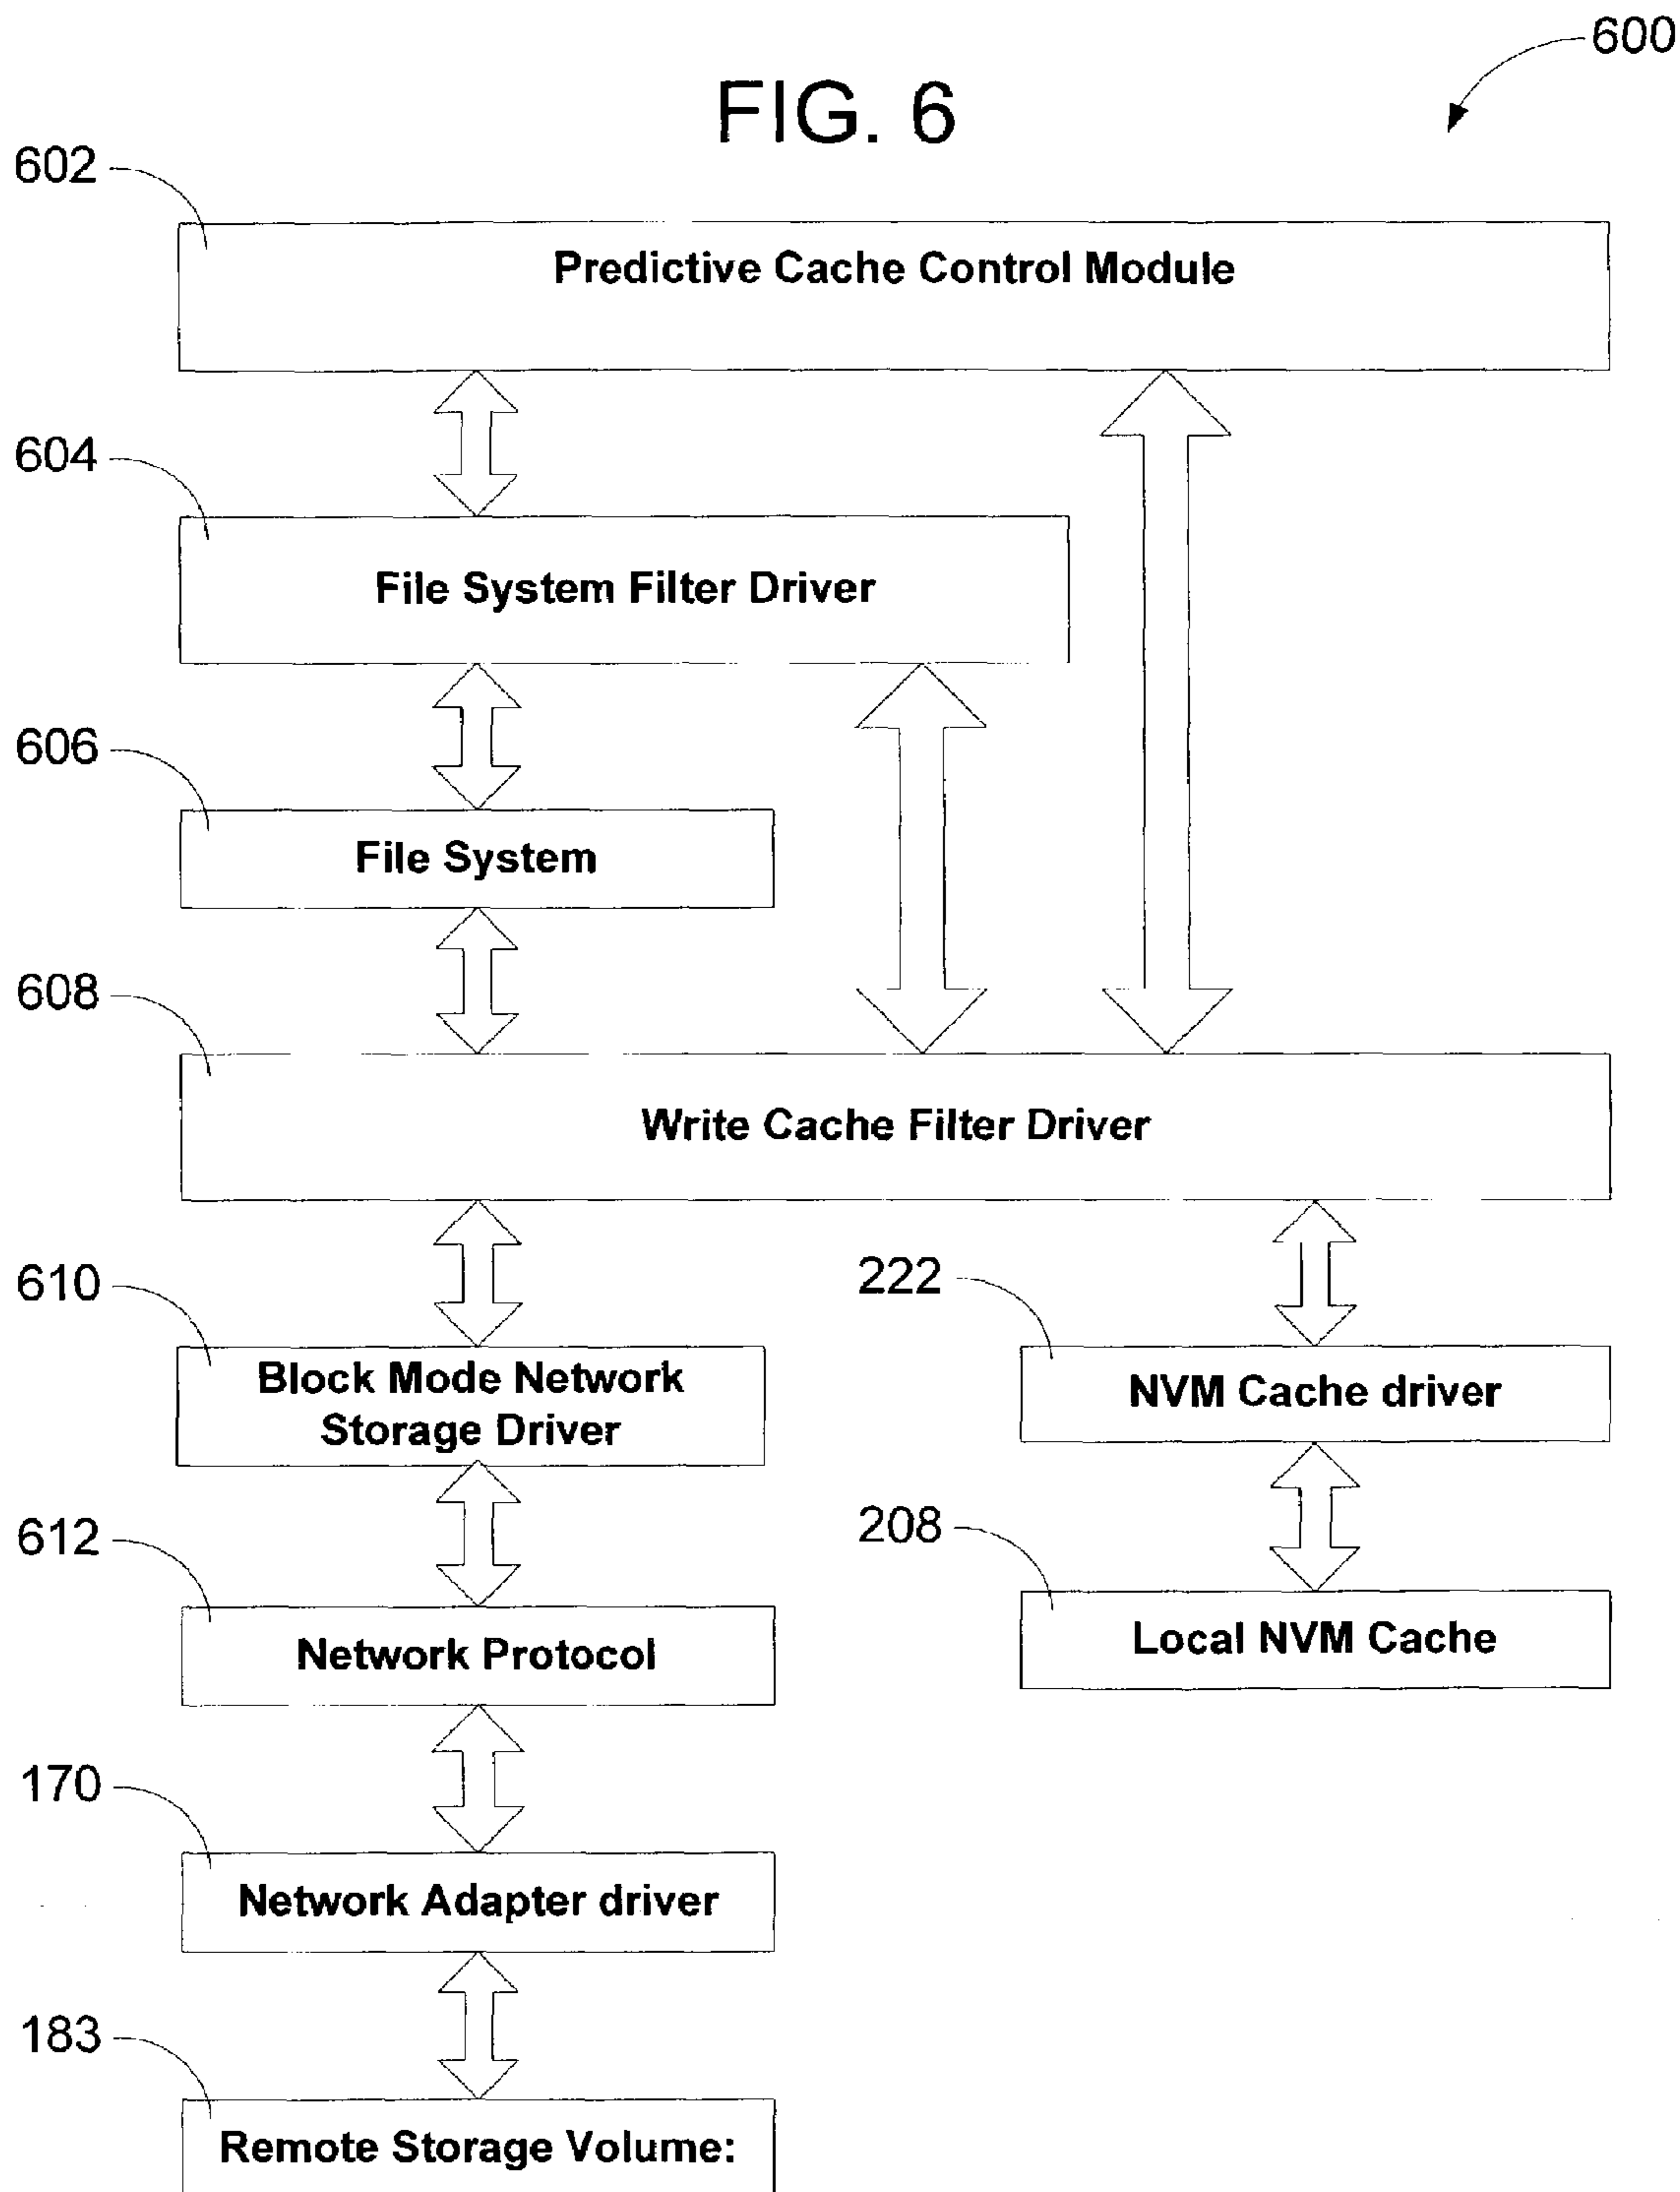 600
FIG. 6
602
Predictive Cache Control Module
604
File System Filter Driver
606
File System
608
Write Cache Filter Driver
610
Block Mode Network
Storage Driver
222
NVM Cache driver
612
Network Protocol
208
Local NVM Cache
170
Network Adapter driver
183
Remote Storage Volume: